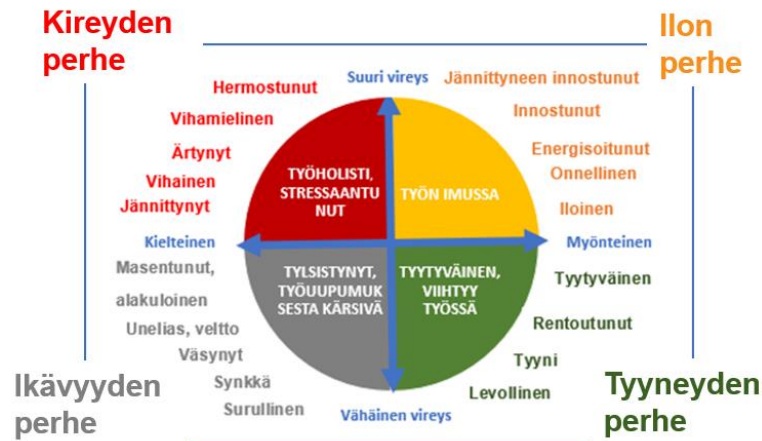 Kireyden
perhe
Ilon
perhe
Suuri vireys
Hermostunut
Vihamielinen
Ärtynyt
Vihainen
Jännittynyt
Jännittyneen innostunut
Innostunut
Energisoitunut
Onnellinen
Iloinen
TYÖHOLISTI,
STRESSAANTU
NUT
TYÖN IMUSSA
Kielteinen
Myönteinen
Masentunut,
alakuloinen
Unelias, veltto
Väsynyt
Synkkä
Surullinen
TYLSISTYNYT,
TYÖUUPUMUK
SESTA KÄRSIVÄ
TYYTYVÄINEN,
VIIHTYY
TYÖSSÄ
Tyytyväinen
Rentoutunut
Tyyni
Levollinen
Vähäinen vireys
Ikävyyden
perhe
Tyyneyden
perhe